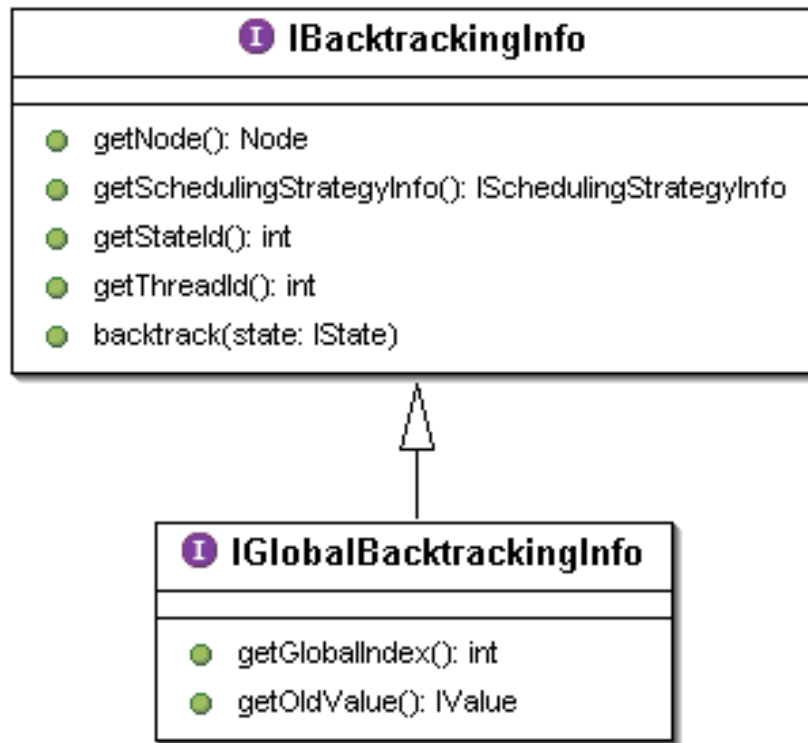 I IBacktrackingInfo
getNode(): Node
getSchedulingStrategyInfo(): ISchedulingStrategyInfo
getStateId(): int
getThreadId(): int
backtrack(state: IState)
I IGlobalBacktrackingInfo
getGlobalIndex(): int
getOldValue(): IValue